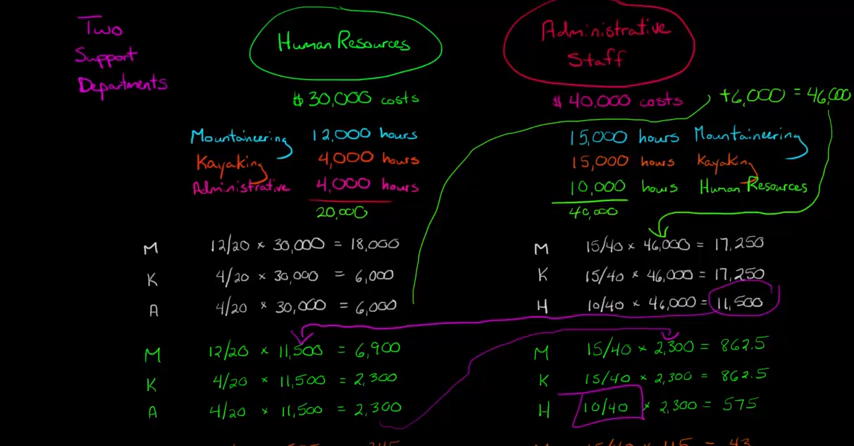 Two
Support
Departments
Human Resources
$30,000 costs
Mountaineering 12,000 hours
Kayaking 4,000 hours
Administrative 4,000 hours
20,000
M 12/20 × 30,000 = 18,000
K 4/20 × 30,000 = 6,000
A 4/20 × 30,000 = 6,000
M 12/20 × 11,500 = 6,900
K 4/20 × 11,500 = 2,300
A 4/20 × 11,500 = 2,300
Administrative
Staff
$40,000 costs +6,000 = 46,000
15,000 hours Mountaineering
15,000 hours Kayaking
10,000 hours Human Resources
40,000
M 15/40 × 46,000 = 17,250
K 15/40 × 46,000 = 17,250
H 10/40 × 46,000 = 11,500
M 15/40 × 2,300 = 862.5
K 15/40 × 2,300 = 862.5
H 10/40 × 2,300 = 575